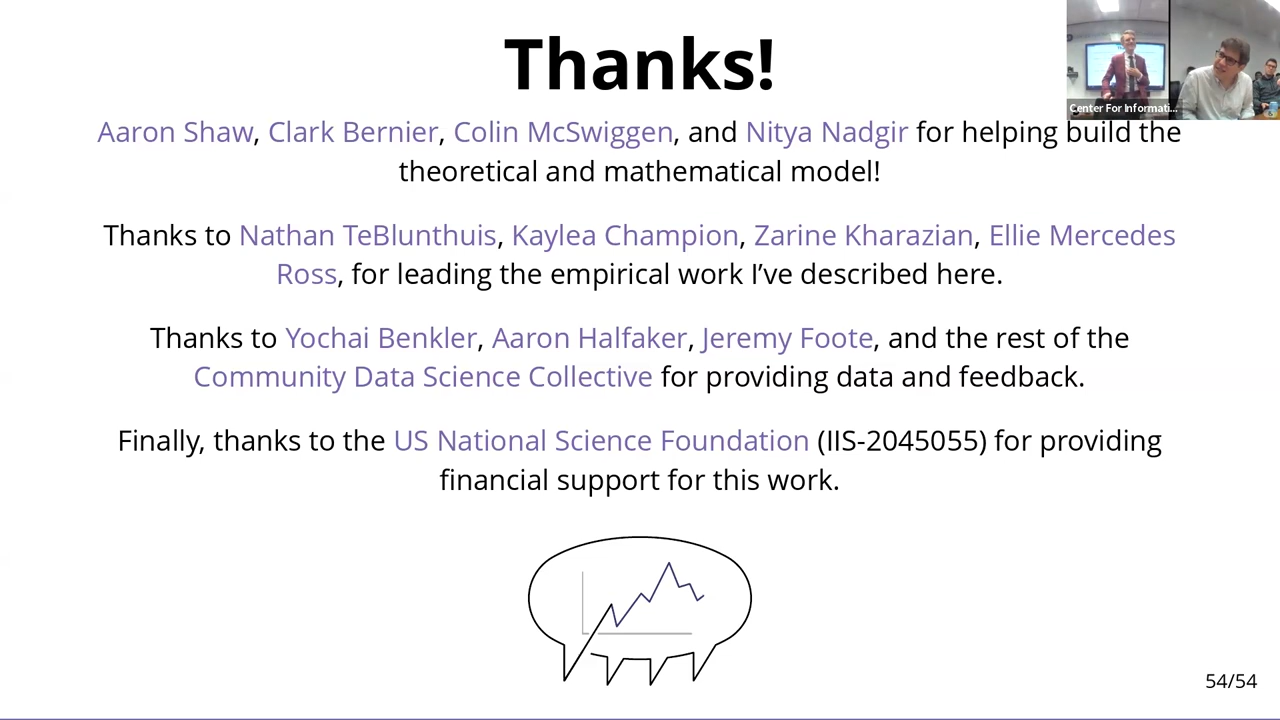 Thanks!
Center For Informati...
Aaron Shaw, Clark Bernier, Colin McSwiggen, and Nitya Nadgir for helping build the
theoretical and mathematical model!
Thanks to Nathan TeBlunthuis, Kaylea Champion, Zarine Kharazian, Ellie Mercedes
Ross, for leading the empirical work I’ve described here.
Thanks to Yochai Benkler, Aaron Halfaker, Jeremy Foote, and the rest of the
Community Data Science Collective for providing data and feedback.
Finally, thanks to the US National Science Foundation (IIS-2045055) for providing
financial support for this work.
54/54